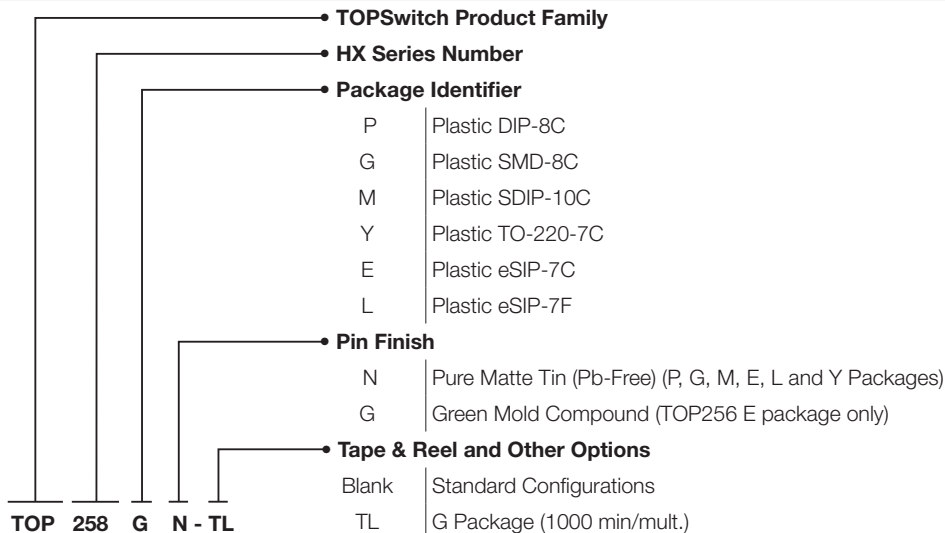 TOPSwitch Product Family
HX Series Number
Package Identifier
P Plastic DIP-8C
G Plastic SMD-8C
M Plastic SDIP-10C
Y Plastic TO-220-7C
E Plastic eSIP-7C
L Plastic eSIP-7F
Pin Finish
N Pure Matte Tin (Pb-Free) (P, G, M, E, L and Y Packages)
G Green Mold Compound (TOP256 E package only)
Tape & Reel and Other Options
Blank Standard Configurations
TL G Package (1000 min/mult.)
TOP 258 G N - TL